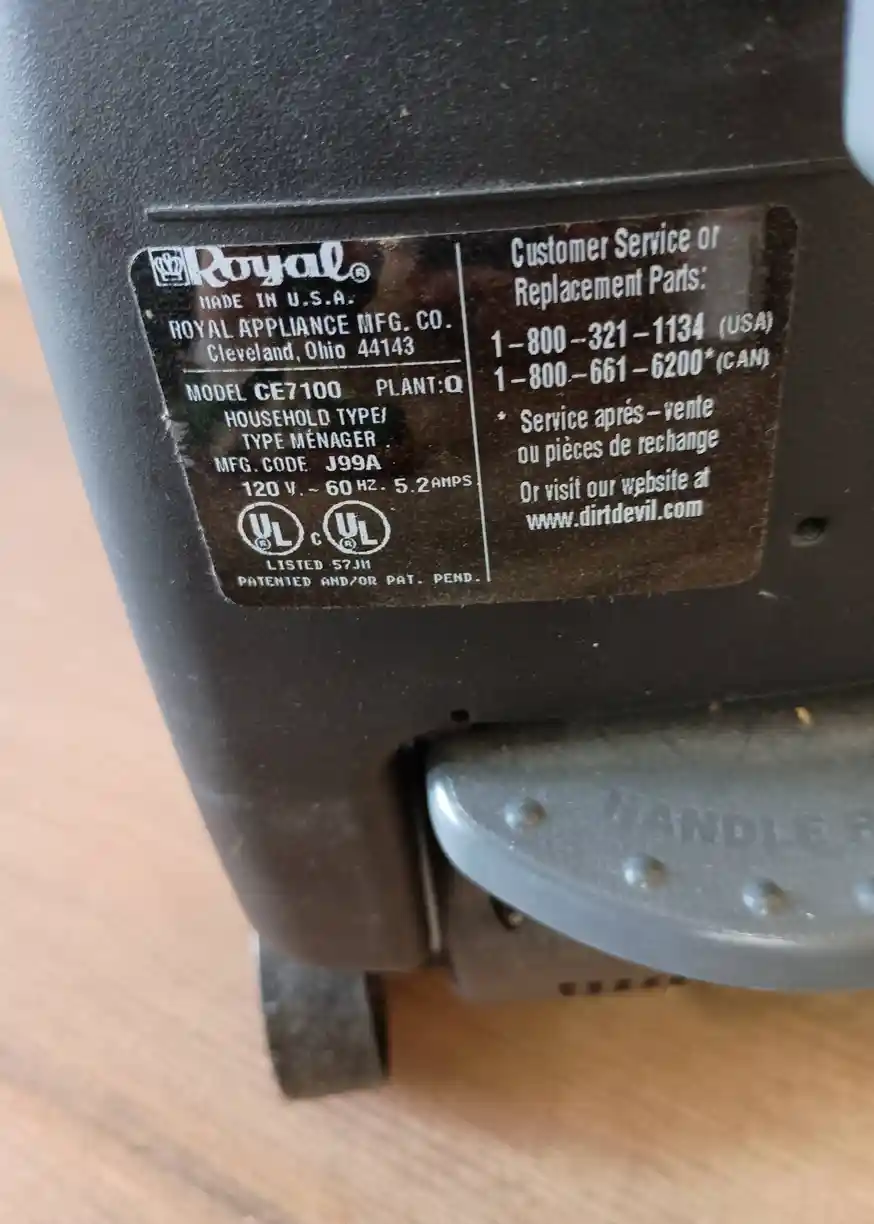 Royal®
MADE IN U.S.A.
ROYAL APPLIANCE MFG. CO.
Cleveland, Ohio 44143
MODEL CE7100 PLANT:Q
HOUSEHOLD TYPE/
TYPE MÉNAGER
MFG. CODE J99A
120 V. ~ 60 HZ. 5.2 AMPS
UL® C UL®
LISTED 57JH
PATENTED AND/OR PAT. PEND.
Customer Service or
Replacement Parts:
1-800-321-1134 (USA)
1-800-661-6200* (CAN)
* Service aprés-vente
ou pièces de rechange
Or visit our website at
www.dirtdevil.com
HANDLE